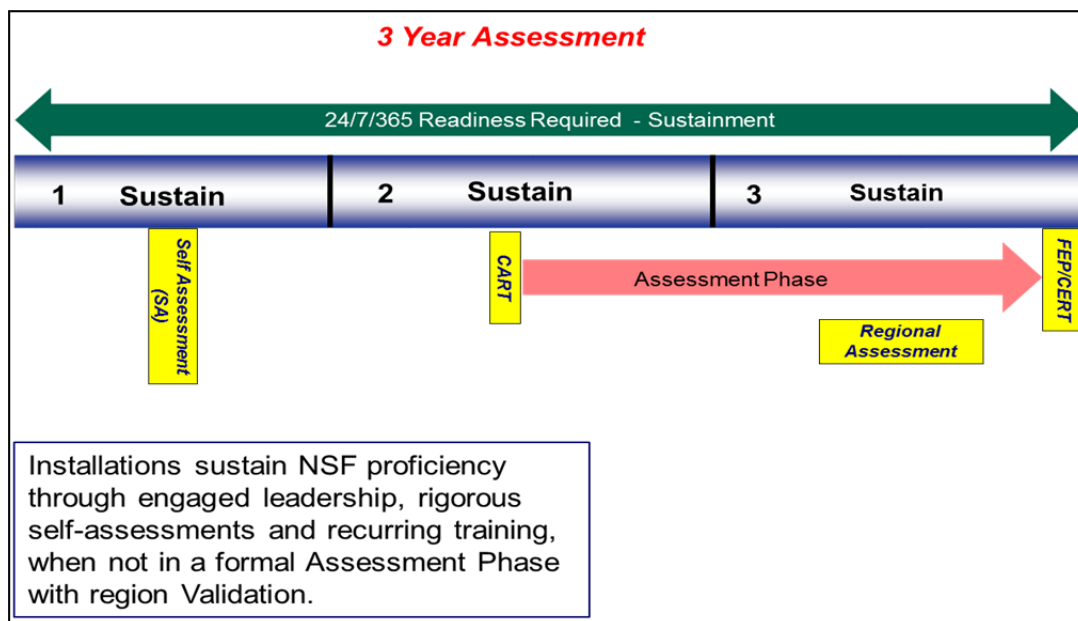 3 Year Assessment
24/7/365 Readiness Required - Sustainment
1 Sustain
2 Sustain
3 Sustain
Self Assessment
(SA)
CART
Assessment Phase
FEP/CERT
Regional
Assessment
Installations sustain NSF proficiency
through engaged leadership, rigorous
self-assessments and recurring training,
when not in a formal Assessment Phase
with region Validation.